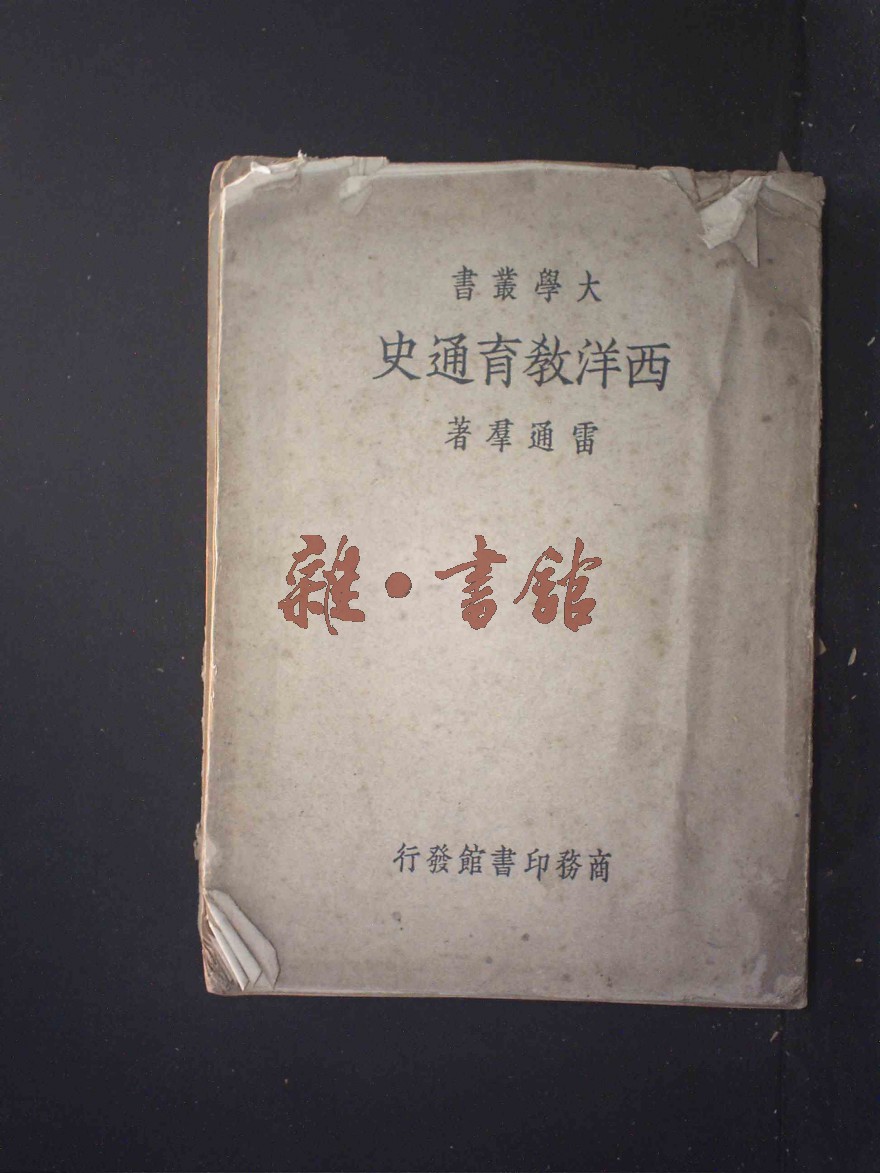 大學叢書
西洋教育通史
雷通羣著
雜·書館
商務印書館發行